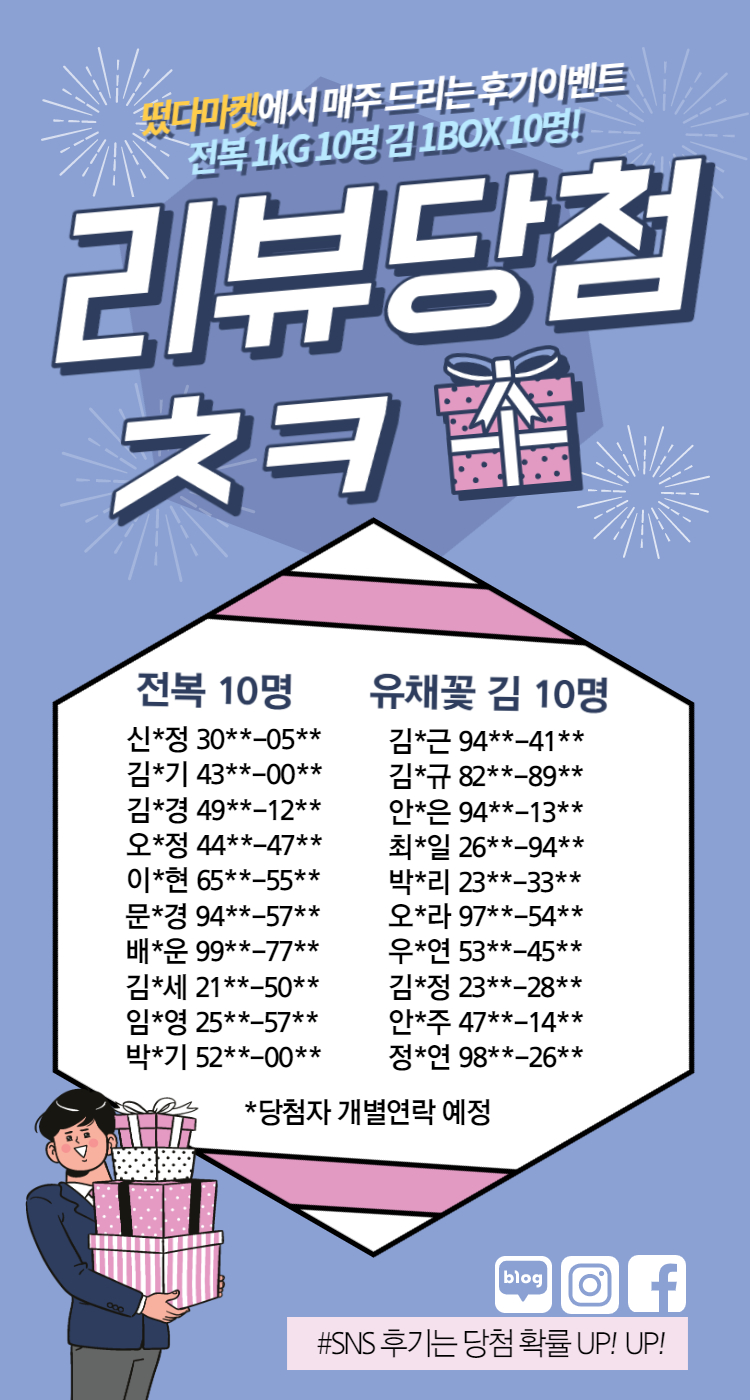 떴다마켓에서 매주 드리는 후기이벤트
전복 1kG 10명 김 1BOX 10명!
리뷰당첨
ㅊㅋ
전복 10명
신*정 30**-05**
김*기 43**-00**
김*경 49**-12**
오*정 44**-47**
이*현 65**-55**
문*경 94**-57**
배*운 99**-77**
김*세 21**-50**
임*영 25**-57**
박*기 52**-00**
유채꽃 김 10명
김*근 94**-41**
김*규 82**-89**
안*은 94**-13**
최*일 26**-94**
박*리 23**-33**
오*라 97**-54**
우*연 53**-45**
김*정 23**-28**
안*주 47**-14**
정*연 98**-26**
*당첨자 개별연락 예정
blog
#SNS 후기는 당첨 확률 UP! UP!